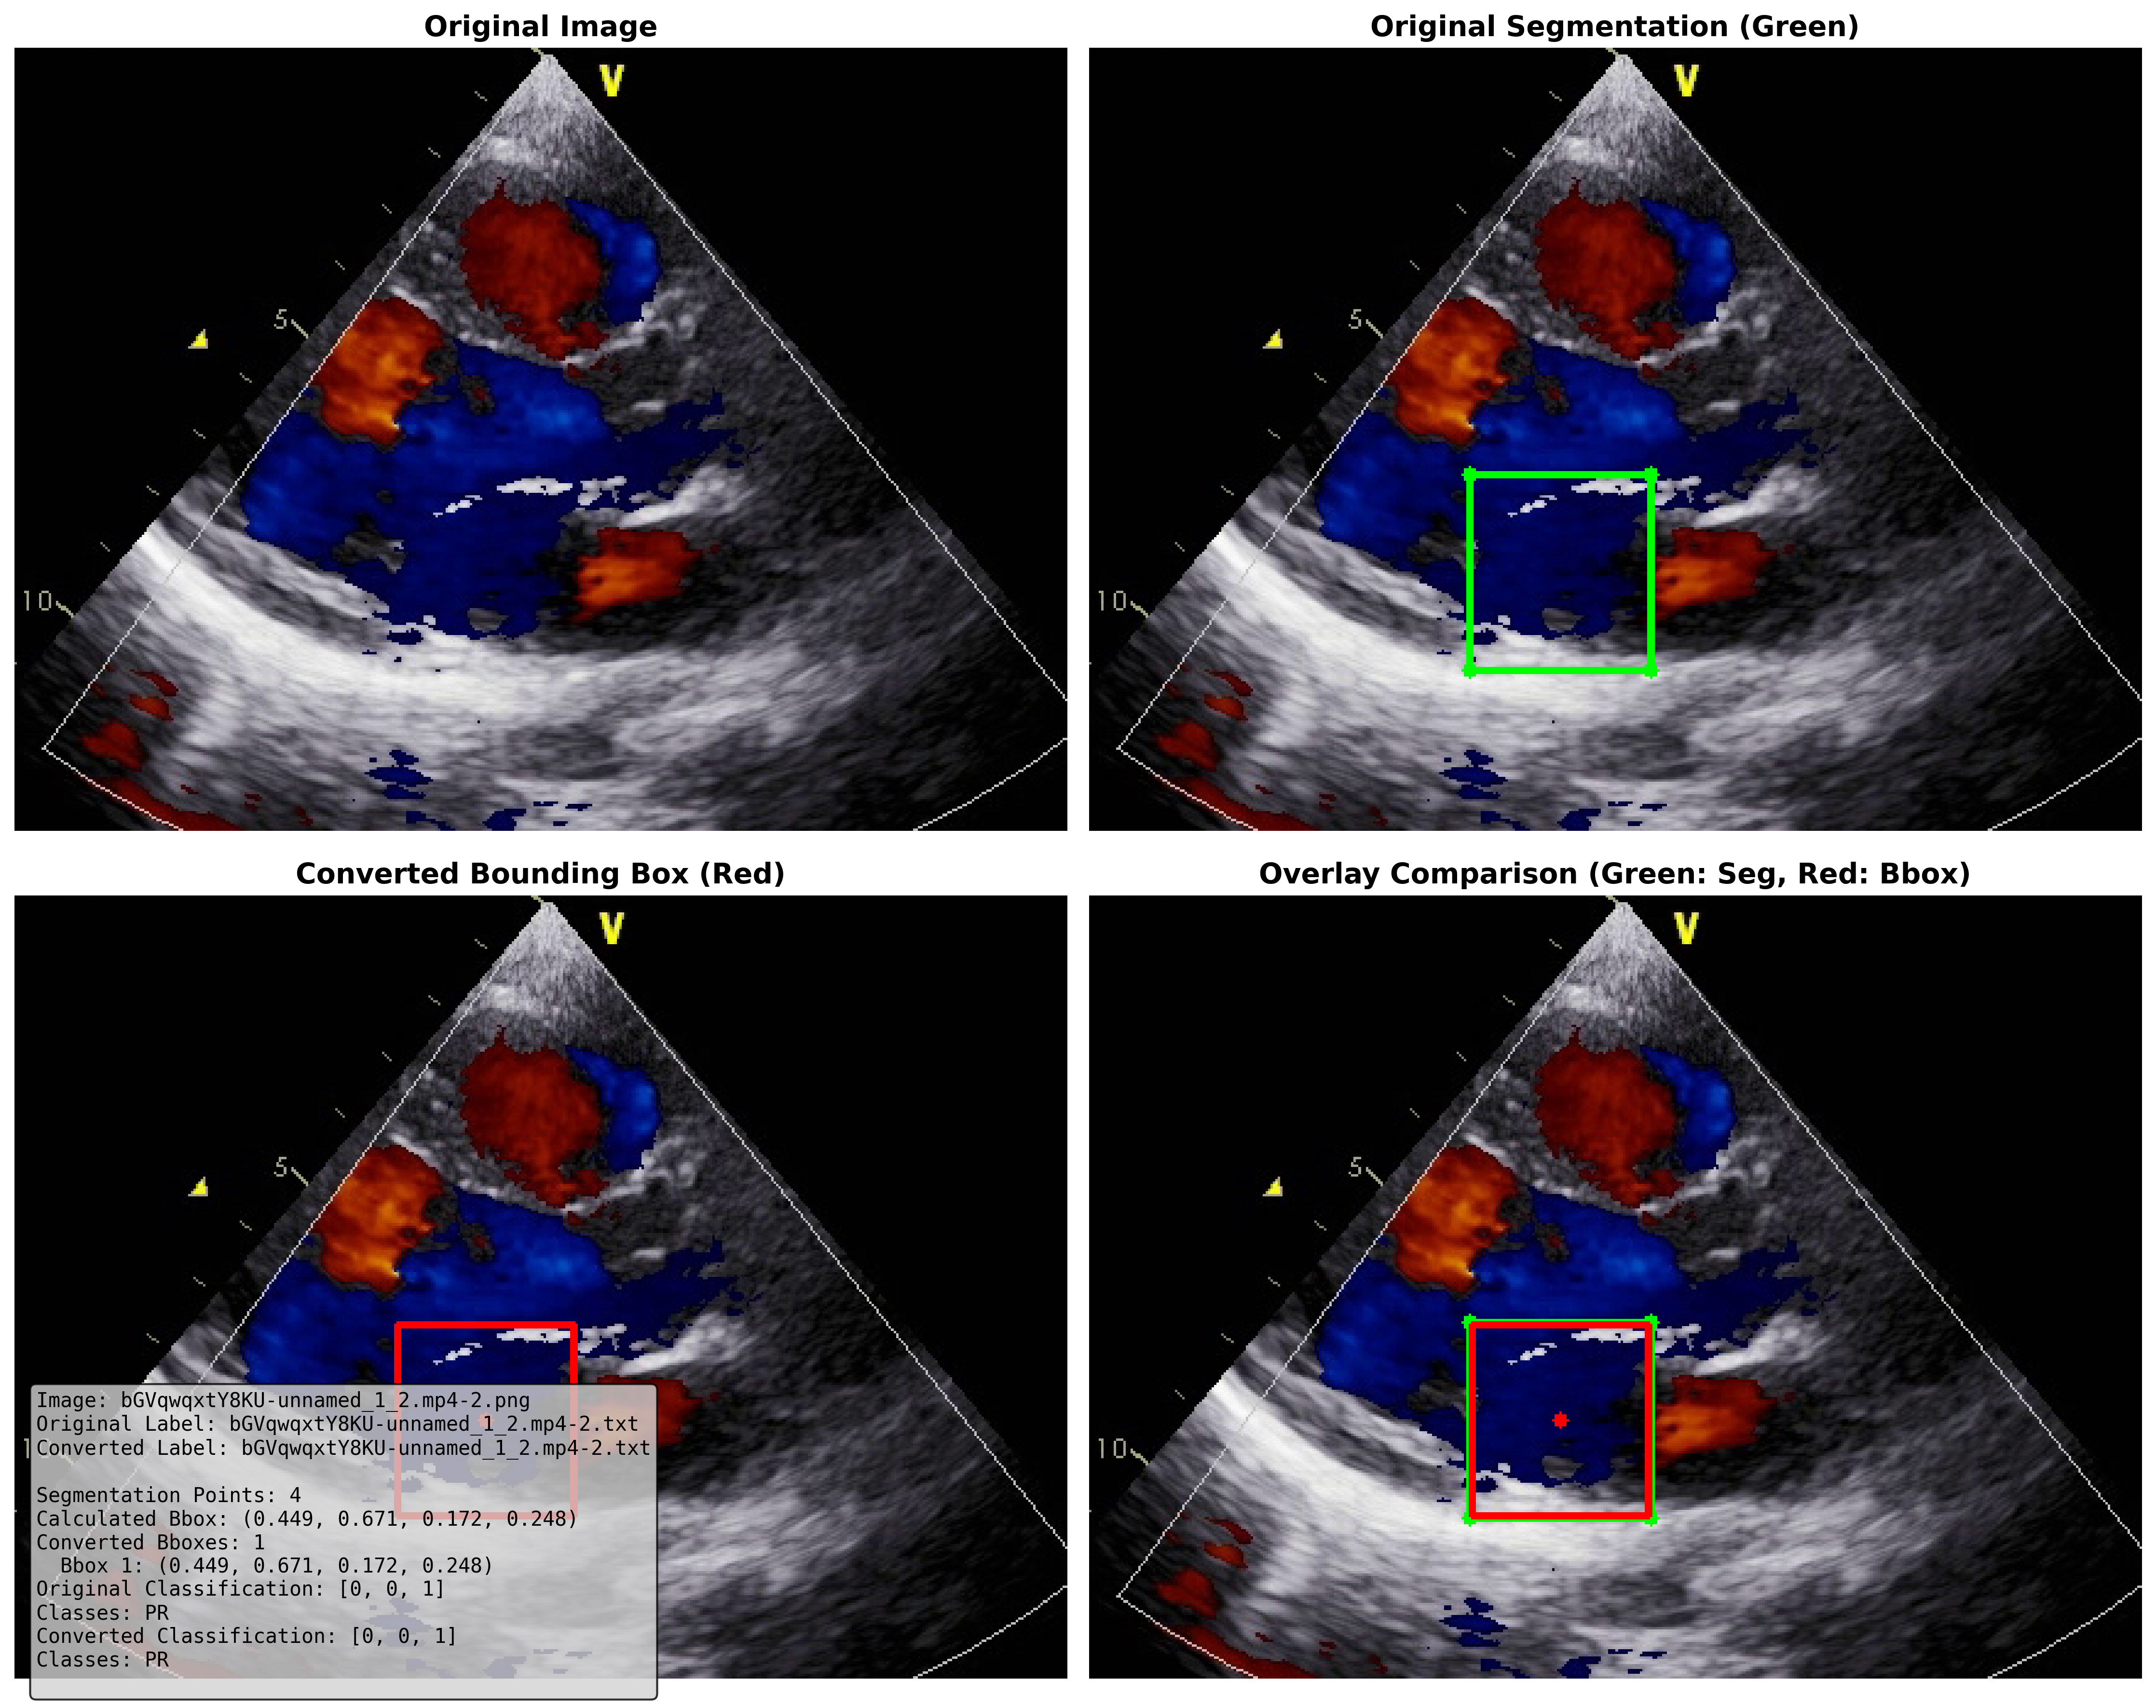 Original Image
Original Segmentation (Green)
V
5
10
V
5
10
Converted Bounding Box (Red)
Overlay Comparison (Green: Seg, Red: Bbox)
V
5
V
5
10
Image: bGVqwqxtY8KU-unnamed_1_2.mp4-2.png
Original Label: bGVqwqxtY8KU-unnamed_1_2.mp4-2.txt
Converted Label: bGVqwqxtY8KU-unnamed_1_2.mp4-2.txt
Segmentation Points: 4
Calculated Bbox: (0.449, 0.671, 0.172, 0.248)
Converted Bboxes: 1
Bbox 1: (0.449, 0.671, 0.172, 0.248)
Original Classification: [0, 0, 1]
Classes: PR
Converted Classification: [0, 0, 1]
Classes: PR